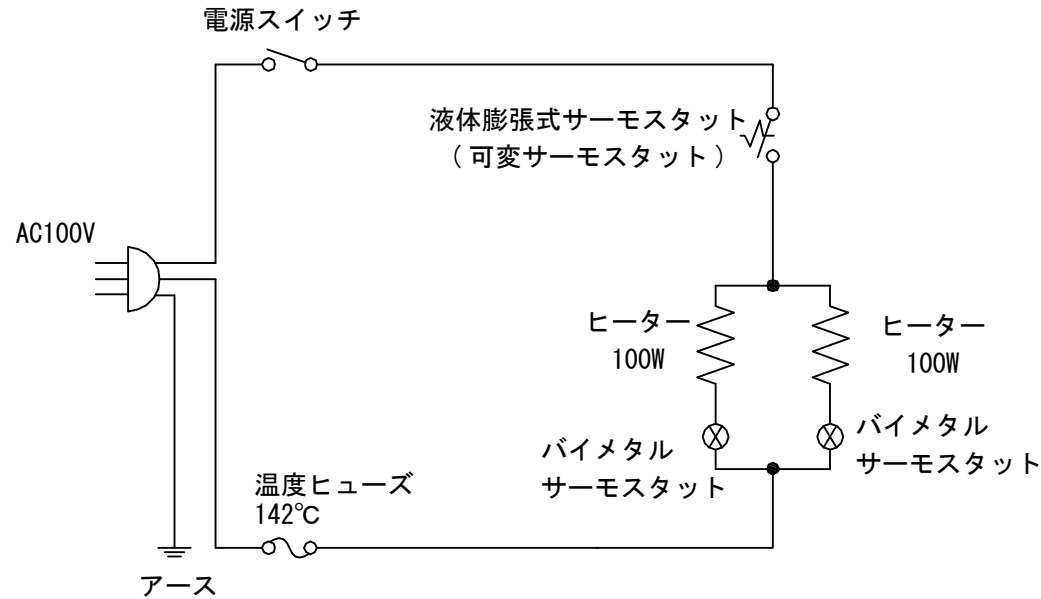 電源スイッチ
液体膨張式サーモスタット
(可変サーモスタット)
AC100V
ヒーター
100W
ヒーター
100W
バイメタル
サーモスタット
バイメタル
サーモスタット
温度ヒューズ
142℃
アース